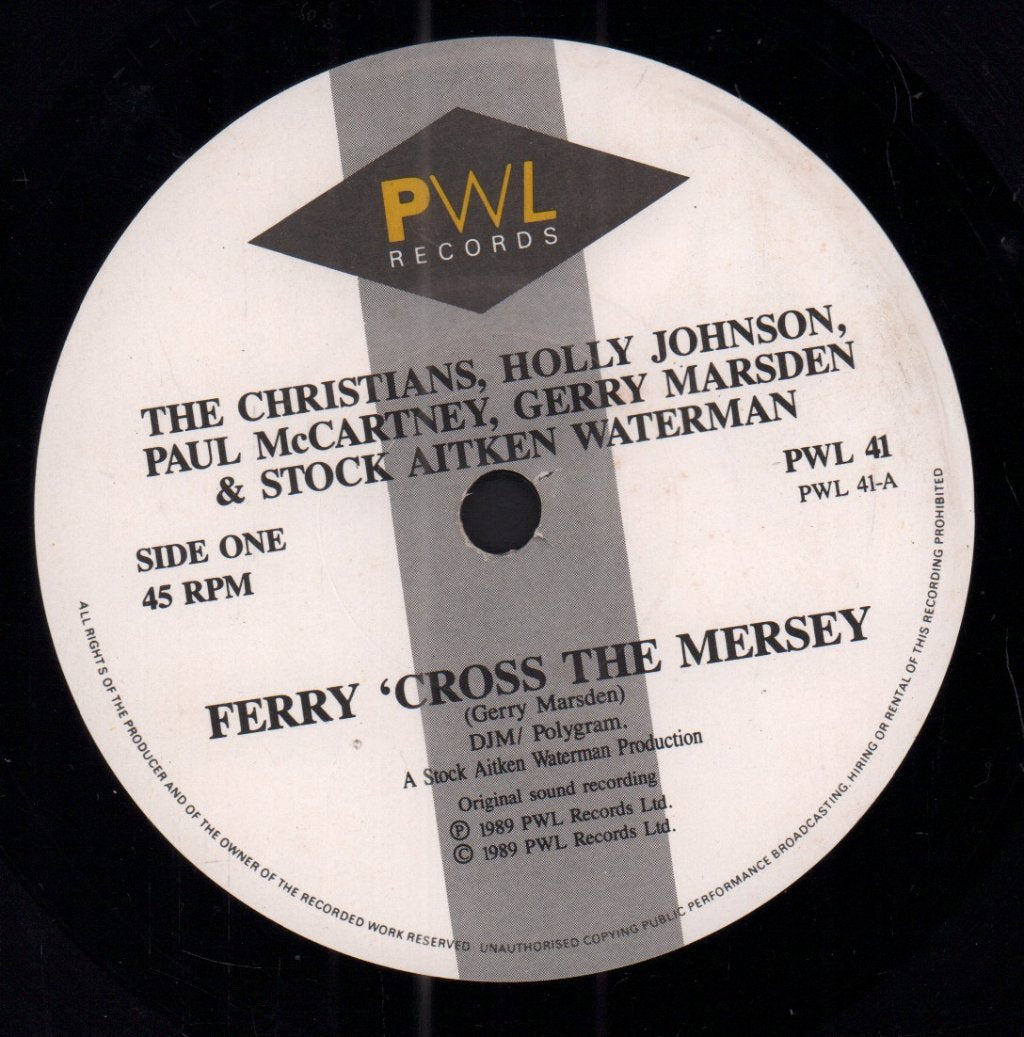 PWL
RECORDS
THE CHRISTIANS, HOLLY JOHNSON,
PAUL McCARTNEY, GERRY MARSDEN
& STOCK AITKEN WATERMAN
PWL 41
PWL 41-A
SIDE ONE
45 RPM
FERRY ‘CROSS THE MERSEY
(Gerry Marsden)
DJM/ Polygram.
A Stock Aitken Waterman Production
Original sound recording
Ⓟ 1989 PWL Records Ltd.
© 1989 PWL Records Ltd.
ALL RIGHTS OF THE PRODUCER AND OF THE OWNER OF THE RECORDED WORK RESERVED UNAUTHORISED COPYING PUBLIC PERFORMANCE BROADCASTING, HIRING OR RENTAL OF THIS RECORDING PROHIBITED